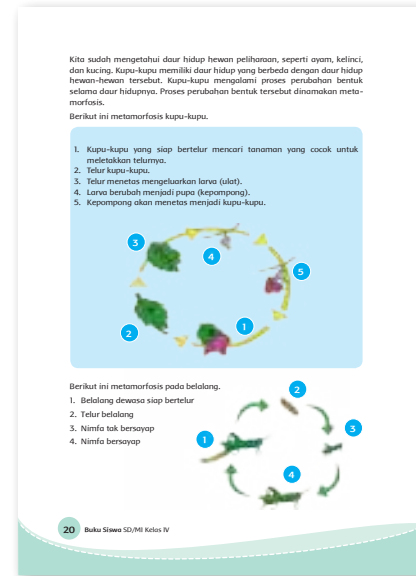 Kita sudah mengetahui daur hidup hewan peliharaan, seperti ayam, kelinci,
dan kucing. Kupu-kupu memiliki daur hidup yang berbeda dengan daur hidup
hewan-hewan tersebut. Kupu-kupu mengalami proses perubahan bentuk
selama daur hidupnya. Proses perubahan bentuk tersebut dinamakan meta-
morfosis.
Berikut ini metamorfosis kupu-kupu.
1. Kupu-kupu yang siap bertelur mencari tanaman yang cocok untuk
meletakkan telurnya.
2. Telur kupu-kupu.
3. Telur menetas mengeluarkan larva (ulat).
4. Larva berubah menjadi pupa (kepompong).
5. Kepompong akan menetas menjadi kupu-kupu.
3
4
5
2
1
Berikut ini metamorfosis pada belalang.
1. Belalang dewasa siap bertelur
2. Telur belalang
3. Nimfa tak bersayap
4. Nimfa bersayap
2
3
1
4
20 Buku Siswa SD/MI Kelas IV